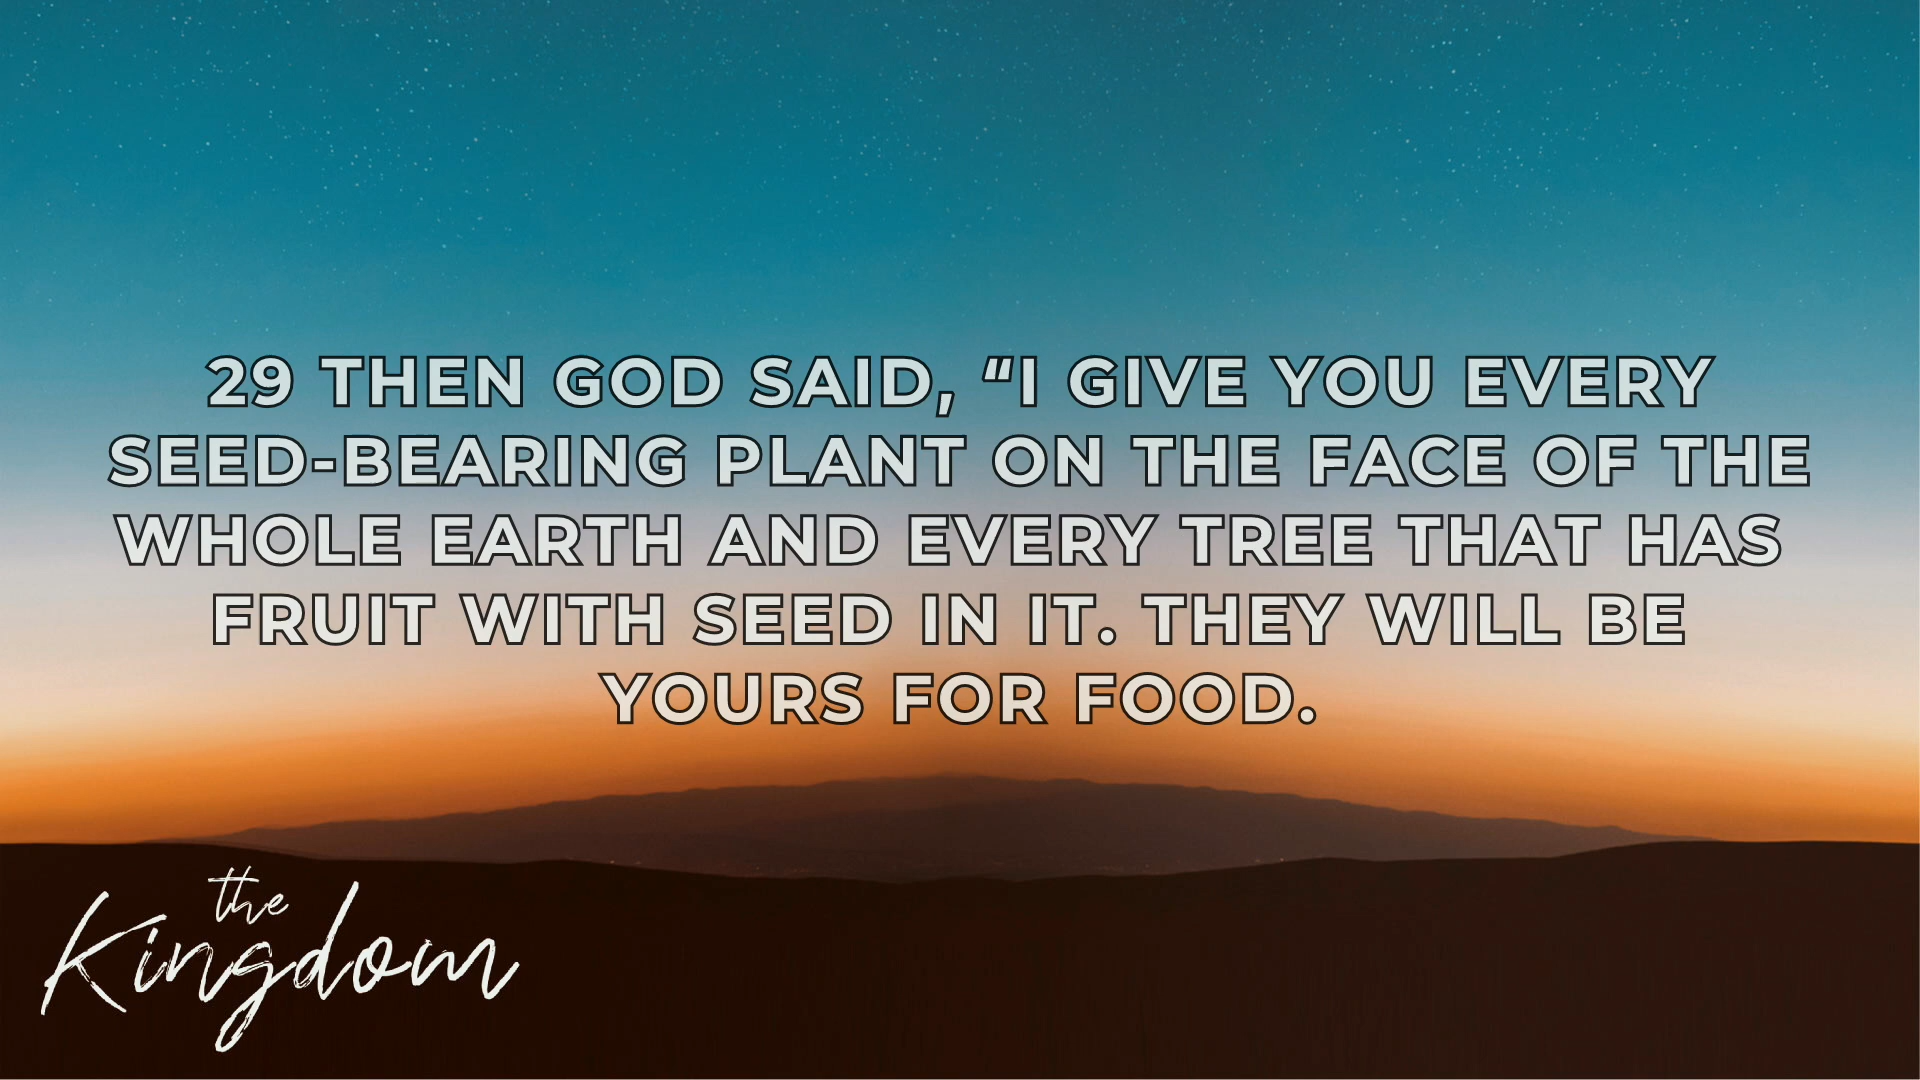 29 THEN GOD SAID, “I GIVE YOU EVERY
SEED-BEARING PLANT ON THE FACE OF THE
WHOLE EARTH AND EVERY TREE THAT HAS
FRUIT WITH SEED IN IT. THEY WILL BE
YOURS FOR FOOD.
the
Kingdom